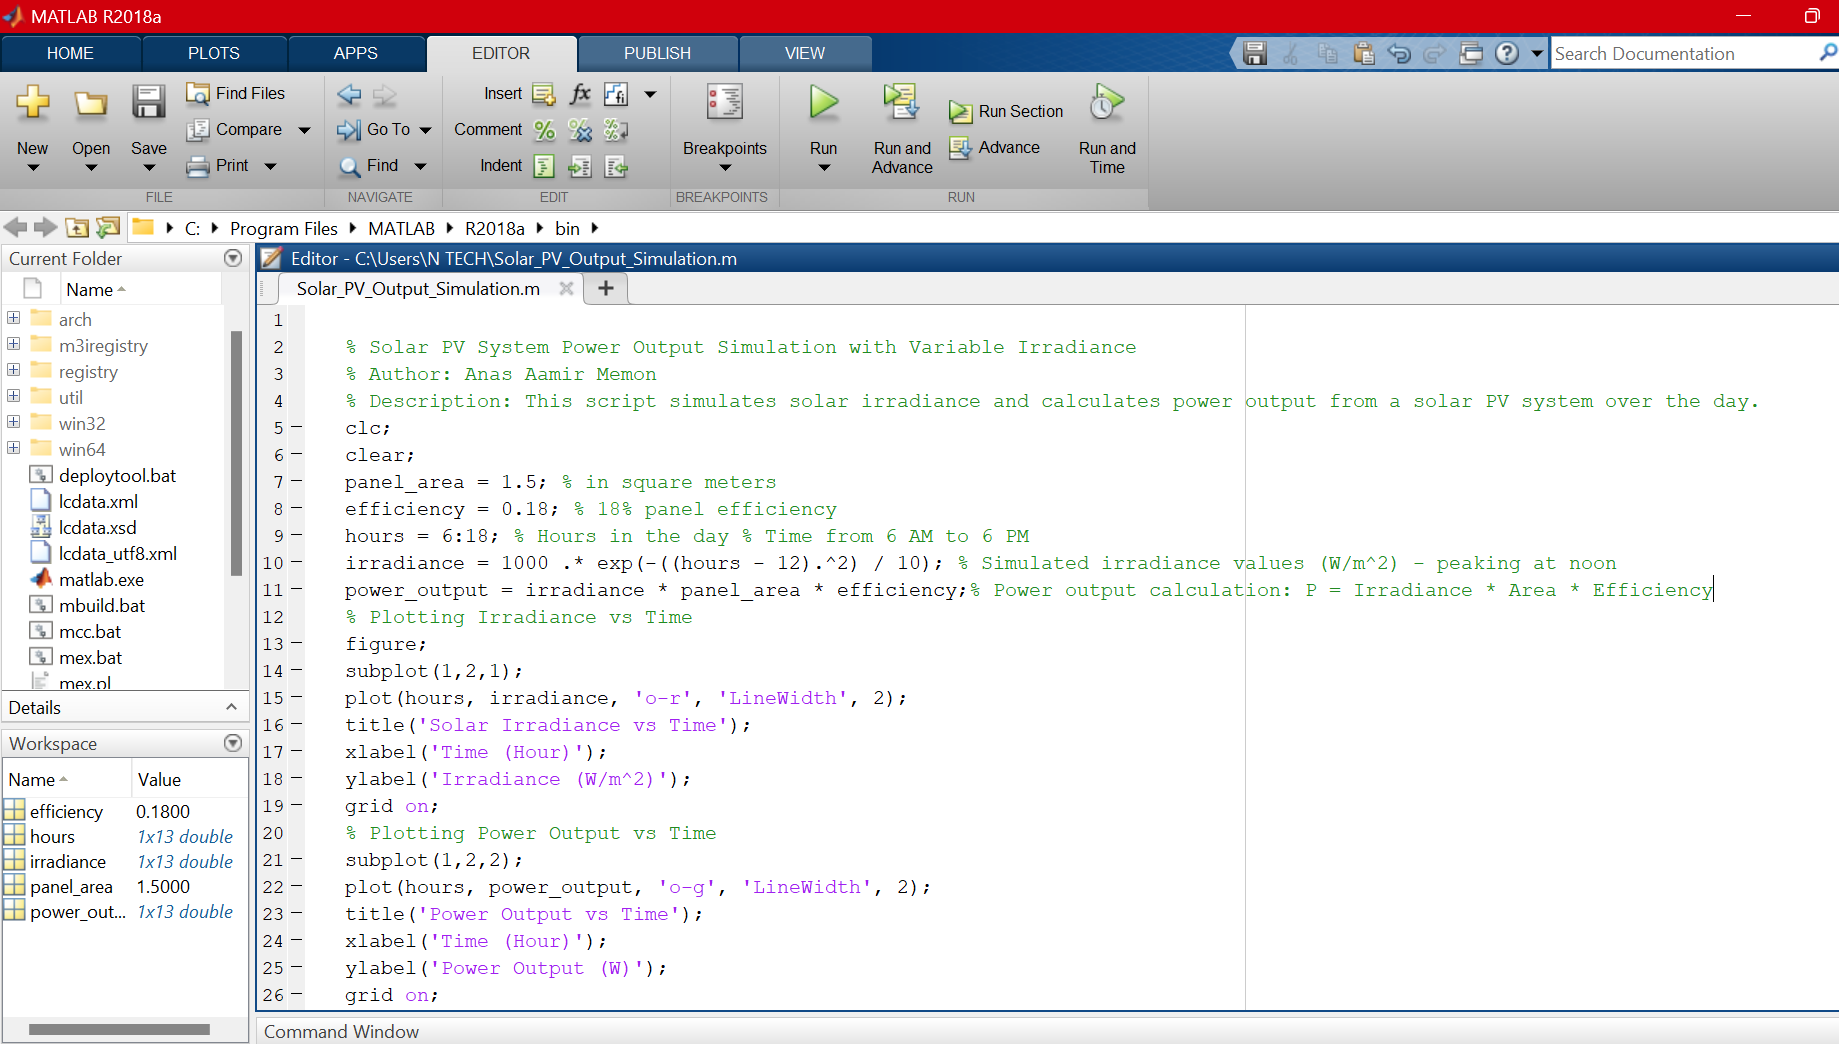 MATLAB R2018a
HOME PLOTS APPS EDITOR PUBLISH VIEW
Search Documentation
New
Open
Save
Find Files
Compare
Print
FILE
Go To
Find
NAVIGATE
Insert
fx
fi
Comment
Indent
EDIT
Breakpoints
BREAKPOINTS
Run
Run and
Advance
Run Section
Advance
Run and
Time
RUN
C: Program Files MATLAB R2018a bin
Current Folder
Name
arch
m3iregistry
registry
util
win32
win64
deploytool.bat
lcdata.xml
lcdata.xsd
lcdata_utf8.xml
matlab.exe
mbuild.bat
mcc.bat
mex.bat
mex.pl
Details
Workspace
Name Value
efficiency 0.1800
hours 1x13 double
irradiance 1x13 double
panel_area 1.5000
power_out... 1x13 double
Editor - C:\Users\N TECH\Solar_PV_Output_Simulation.m
Solar_PV_Output_Simulation.m
1
2 % Solar PV System Power Output Simulation with Variable Irradiance
3 % Author: Anas Aamir Memon
4 % Description: This script simulates solar irradiance and calculates power output from a solar PV system over the day.
5 clc;
6 clear;
7 panel_area = 1.5; % in square meters
8 efficiency = 0.18; % 18% panel efficiency
9 hours = 6:18; % Hours in the day % Time from 6 AM to 6 PM
10 irradiance = 1000 .* exp(-((hours - 12).^2) / 10); % Simulated irradiance values (W/m^2) - peaking at noon
11 power_output = irradiance * panel_area * efficiency;% Power output calculation: P = Irradiance * Area * Efficiency
12 % Plotting Irradiance vs Time
13 figure;
14 subplot(1,2,1);
15 plot(hours, irradiance, 'o-r', 'LineWidth', 2);
16 title('Solar Irradiance vs Time');
17 xlabel('Time (Hour)');
18 ylabel('Irradiance (W/m^2)');
19 grid on;
20 % Plotting Power Output vs Time
21 subplot(1,2,2);
22 plot(hours, power_output, 'o-g', 'LineWidth', 2);
23 title('Power Output vs Time');
24 xlabel('Time (Hour)');
25 ylabel('Power Output (W)');
26 grid on;
Command Window